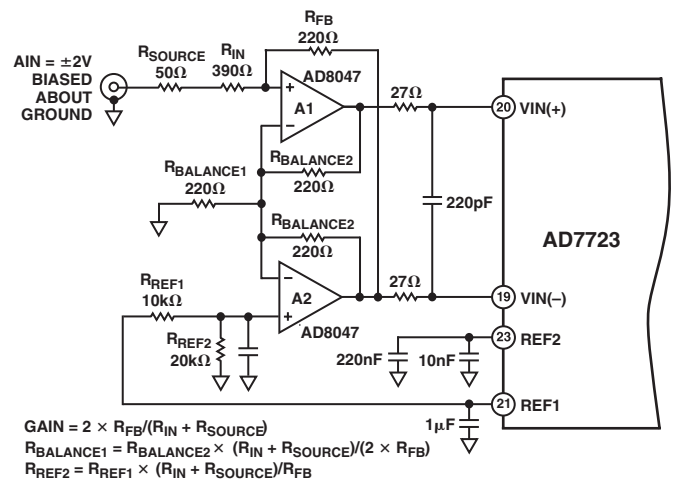 AIN = ±2V
BIASED
ABOUT
GROUND
RSOURCE
50Ω
RIN
390Ω
RFB
220Ω
AD8047
A1
+
−
27Ω
20 VIN(+)
RBALANCE1
220Ω
RBALANCE2
220Ω
RBALANCE2
220Ω
220pF
AD7723
−
A2
+
AD8047
27Ω
19 VIN(−)
RREF1
10kΩ
RREF2
20kΩ
23 REF2
220nF
10nF
21 REF1
1µF
GAIN = 2 × RFB/(RIN + RSOURCE)
RBALANCE1 = RBALANCE2 × (RIN + RSOURCE)/(2 × RFB)
RREF2 = RREF1 × (RIN + RSOURCE)/RFB